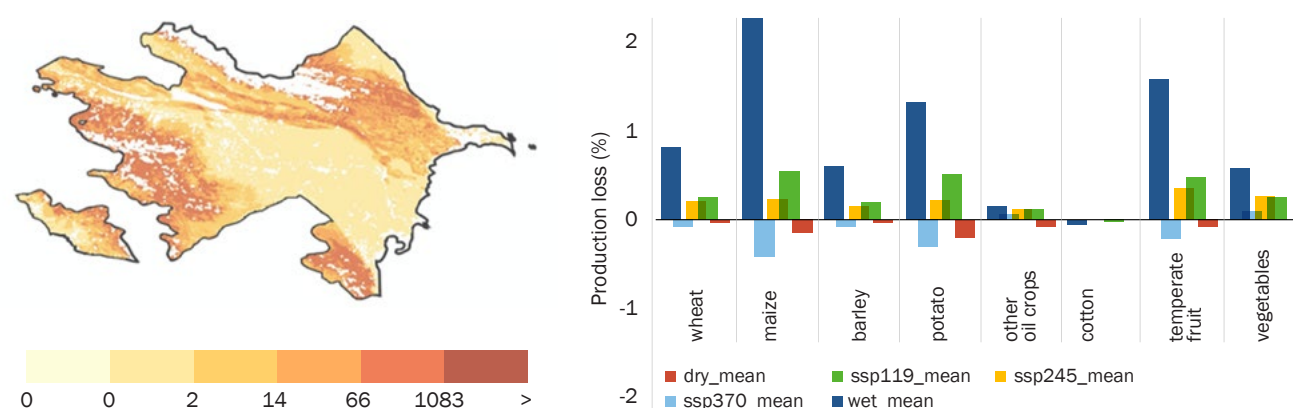 0 0 2 14 66 1083 >
Production loss (%)
2
1
0
-1
-2
wheat
maize
barley
potato
other
oil crops
cotton
temperate
fruit
vegetables
dry_mean ssp119_mean ssp245_mean
ssp370_mean wet_mean